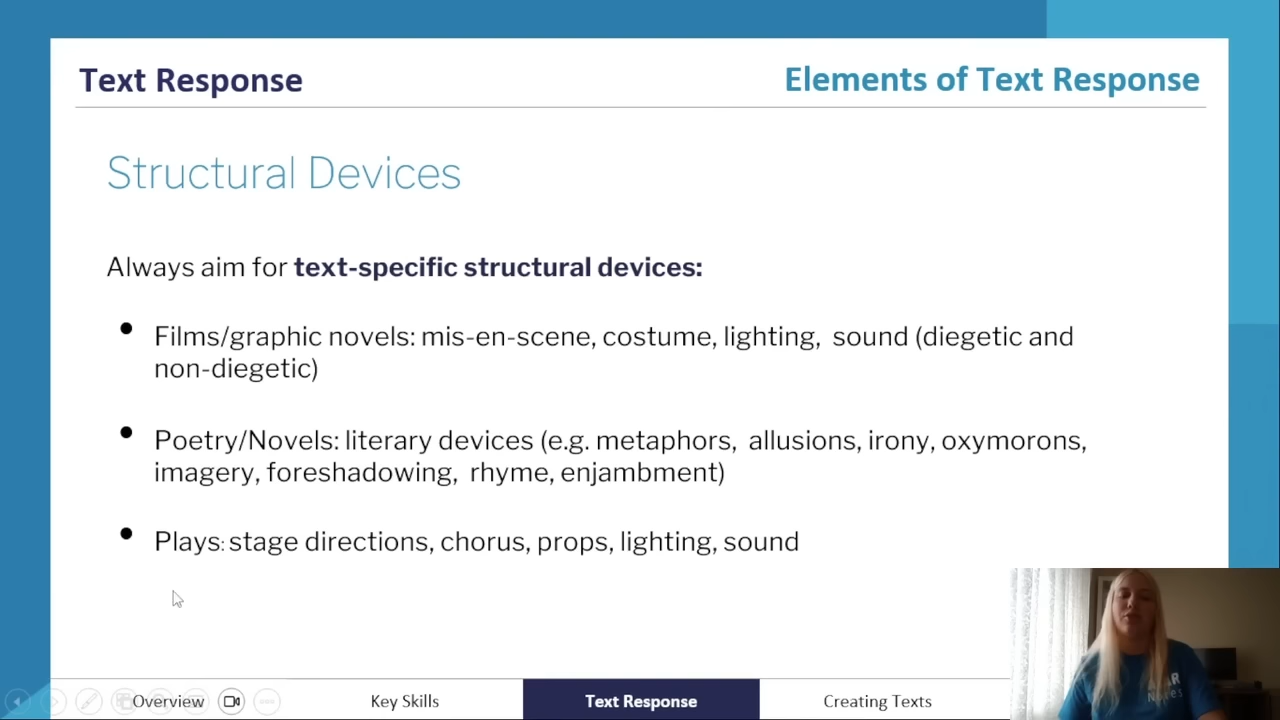 Text Response
Elements of Text Response
Structural Devices
Always aim for text-specific structural devices:
• Films/graphic novels: mis-en-scene, costume, lighting, sound (diegetic and
non-diegetic)
• Poetry/Novels: literary devices (e.g. metaphors, allusions, irony, oxymorons,
imagery, foreshadowing, rhyme, enjambment)
• Plays: stage directions, chorus, props, lighting, sound
Overview
Key Skills
Text Response
Creating Texts
Notes